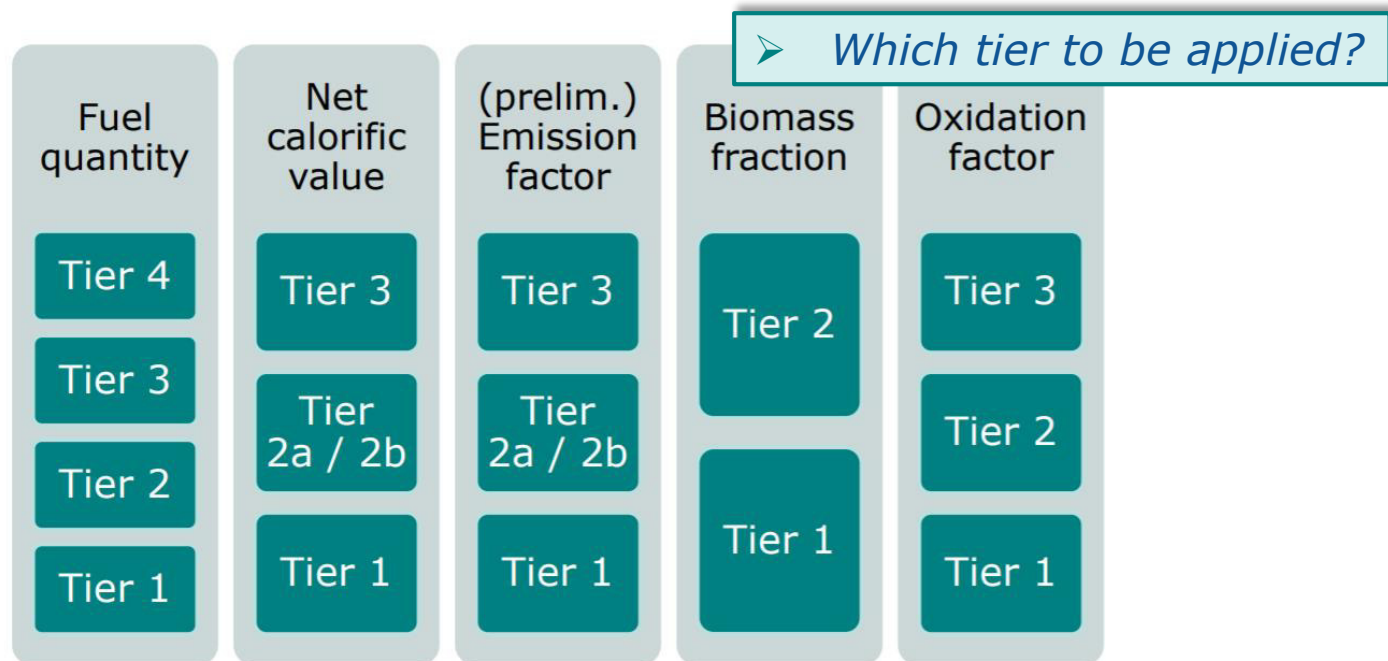 ➢ Which tier to be applied?
Fuel
quantity
Tier 4
Tier 3
Tier 2
Tier 1
Net
calorific
value
Tier 3
Tier
2a / 2b
Tier 1
(prelim.)
Emission
factor
Tier 3
Tier
2a / 2b
Tier 1
Biomass
fraction
Tier 2
Tier 1
Oxidation
factor
Tier 3
Tier 2
Tier 1